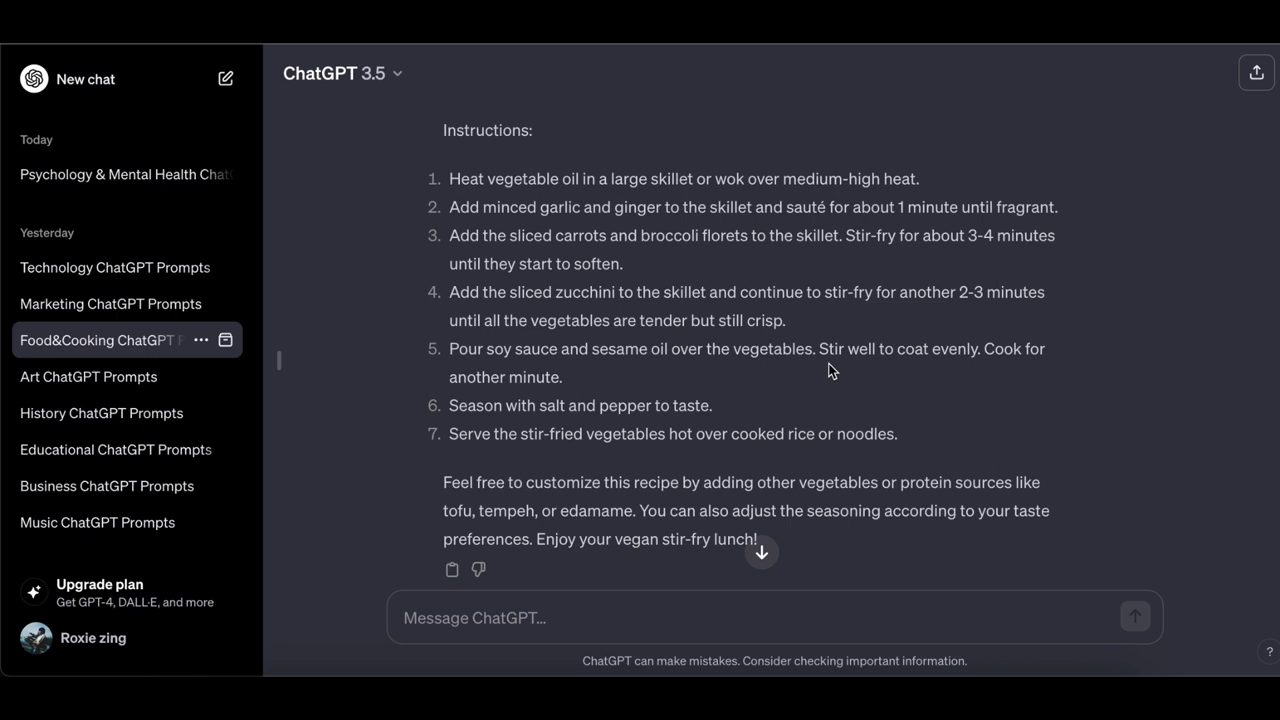 New chat
Today
Psychology & Mental Health Chat
Yesterday
Technology ChatGPT Prompts
Marketing ChatGPT Prompts
Food&Cooking ChatGPT
Art ChatGPT Prompts
History ChatGPT Prompts
Educational ChatGPT Prompts
Business ChatGPT Prompts
Music ChatGPT Prompts
Upgrade plan
Get GPT-4, DALL·E, and more
Roxie zing
ChatGPT 3.5
Instructions:
1. Heat vegetable oil in a large skillet or wok over medium-high heat.
2. Add minced garlic and ginger to the skillet and sauté for about 1 minute until fragrant.
3. Add the sliced carrots and broccoli florets to the skillet. Stir-fry for about 3-4 minutes
until they start to soften.
4. Add the sliced zucchini to the skillet and continue to stir-fry for another 2-3 minutes
until all the vegetables are tender but still crisp.
5. Pour soy sauce and sesame oil over the vegetables. Stir well to coat evenly. Cook for
another minute.
6. Season with salt and pepper to taste.
7. Serve the stir-fried vegetables hot over cooked rice or noodles.
Feel free to customize this recipe by adding other vegetables or protein sources like
tofu, tempeh, or edamame. You can also adjust the seasoning according to your taste
preferences. Enjoy your vegan stir-fry lunch!
Message ChatGPT...
ChatGPT can make mistakes. Consider checking important information.
?